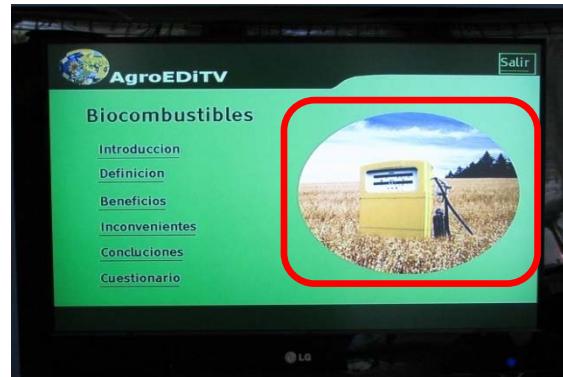 AgroEDiTV
Salir
Biocombustibles
Introduccion
Definicion
Beneficios
Inconvenientes
Concluciones
Cuestionario
LG